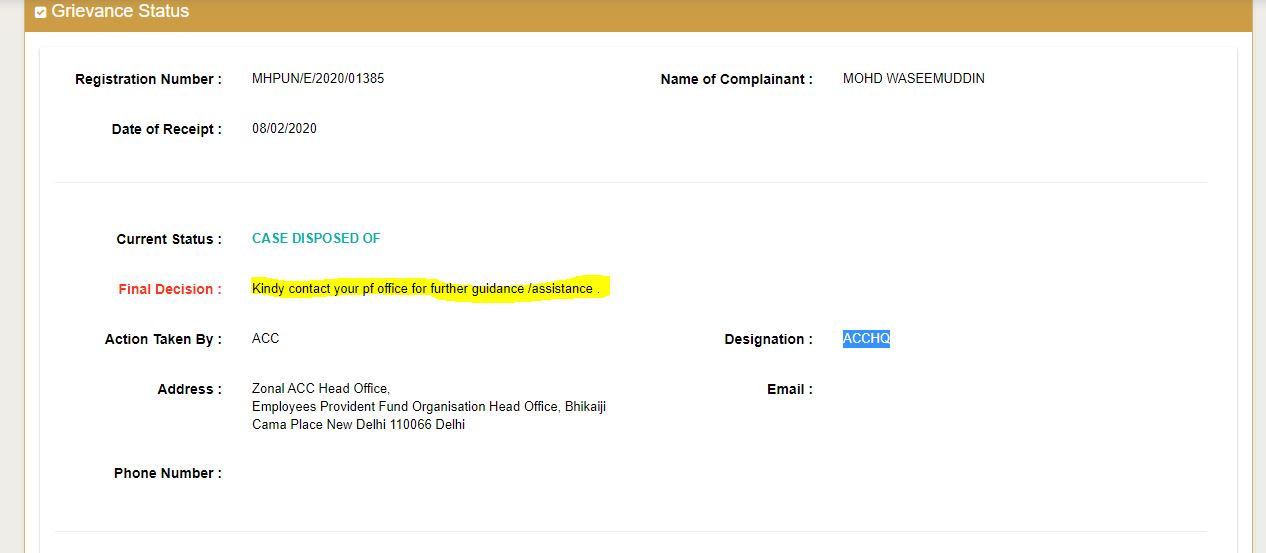 Grievance Status
Registration Number : MHPUN/E/2020/01385 Name of Complainant : MOHD WASEEMUDDIN
Date of Receipt : 08/02/2020
Current Status : CASE DISPOSED OF
Final Decision : Kindy contact your pf office for further guidance /assistance .
Action Taken By : ACC Designation : ACCHQ
Address : Zonal ACC Head Office, Email :
Employees Provident Fund Organisation Head Office, Bhikaiji
Cama Place New Delhi 110066 Delhi
Phone Number :